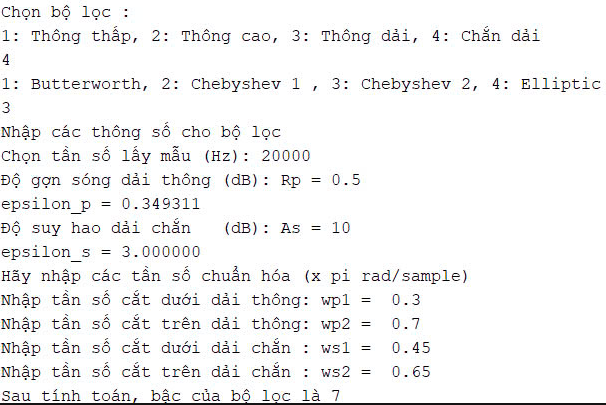 Chọn bộ lọc :
1: Thông thấp, 2: Thông cao, 3: Thông dải, 4: Chắn dải
4
1: Butterworth, 2: Chebyshev 1 , 3: Chebyshev 2, 4: Elliptic
3
Nhập các thông số cho bộ lọc
Chọn tần số lấy mẫu (Hz): 20000
Độ gợn sóng dải thông (dB): Rp = 0.5
epsilon_p = 0.349311
Độ suy hao dải chắn   (dB): As = 10
epsilon_s = 3.000000
Hãy nhập các tần số chuẩn hóa (x pi rad/sample)
Nhập tần số cắt dưới dải thông: wp1 =  0.3
Nhập tần số cắt trên dải thông: wp2 =  0.7
Nhập tần số cắt dưới dải chắn : ws1 =  0.45
Nhập tần số cắt trên dải chắn : ws2 =  0.65
Sau tính toán, bậc của bộ lọc là 7